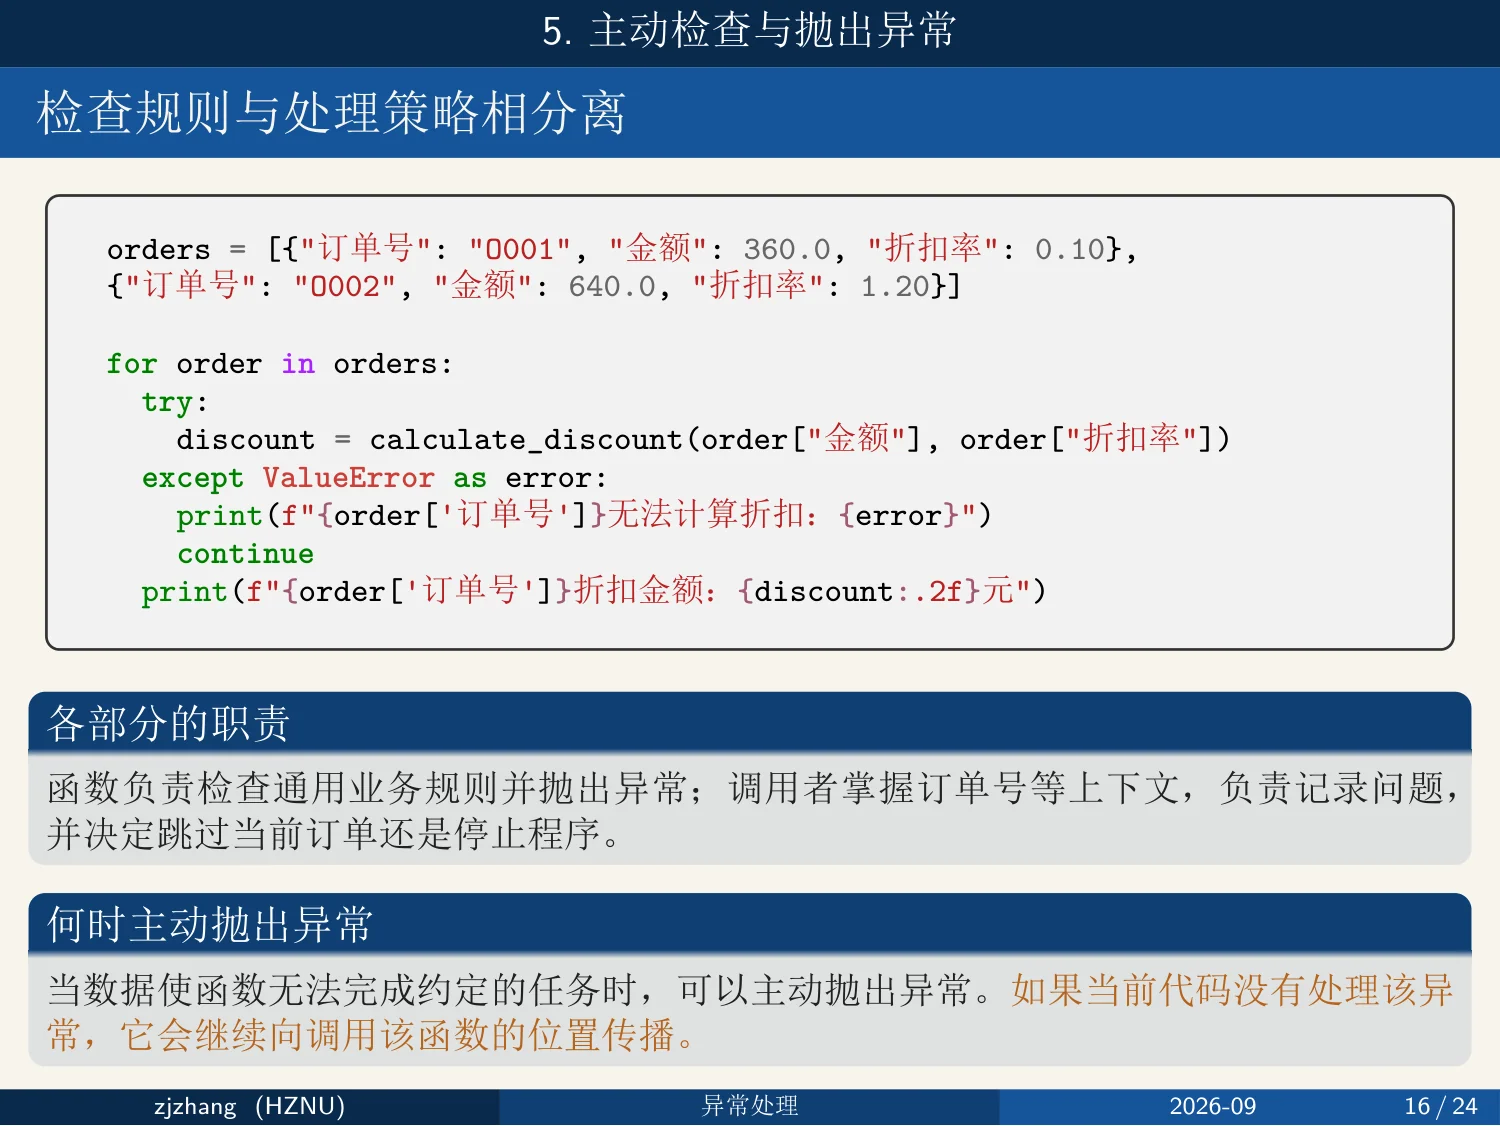 5. 主动检查与抛出异常
检查规则与处理策略相分离
orders = [{"订单号": "O001", "金额": 360.0, "折扣率": 0.10},
{"订单号": "O002", "金额": 640.0, "折扣率": 1.20}]
for order in orders:
  try:
    discount = calculate_discount(order["金额"], order["折扣率"])
  except ValueError as error:
    print(f"{order['订单号']}无法计算折扣：{error}")
    continue
  print(f"{order['订单号']}折扣金额：{discount:.2f}元")
各部分的职责
函数负责检查通用业务规则并抛出异常；调用者掌握订单号等上下文，负责记录问题，
并决定跳过当前订单还是停止程序。
何时主动抛出异常
当数据使函数无法完成约定的任务时，可以主动抛出异常。如果当前代码没有处理该异
常，它会继续向调用该函数的位置传播。
zjzhang (HZNU) 异常处理 2026-09 16 / 24